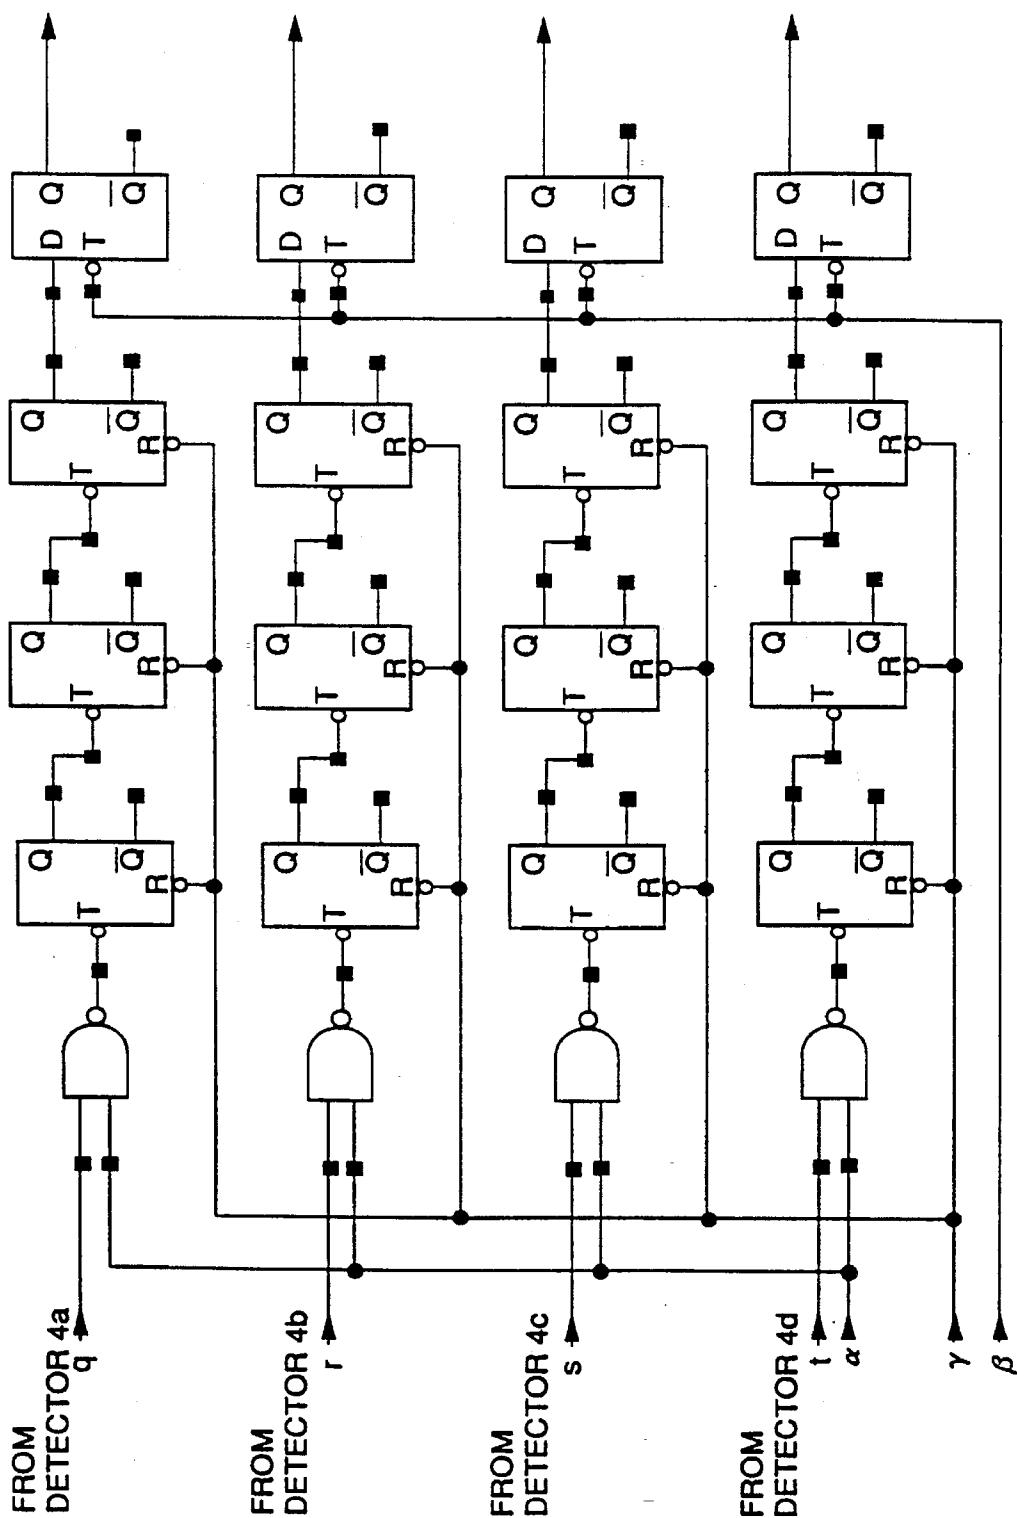 FROM
DETECTOR 4a
Q Q Q D Q
q T T T T
Q̅ Q̅ Q̅ Q̅
R R R
FROM
DETECTOR 4b
Q Q Q D Q
r T T T T
Q̅ Q̅ Q̅ Q̅
R R R
FROM
DETECTOR 4c
Q Q Q D Q
s T T T T
Q̅ Q̅ Q̅ Q̅
R R R
FROM
DETECTOR 4d
Q Q Q D Q
t T T T T
α Q̅ Q̅ Q̅ Q̅
R R R
γ
β